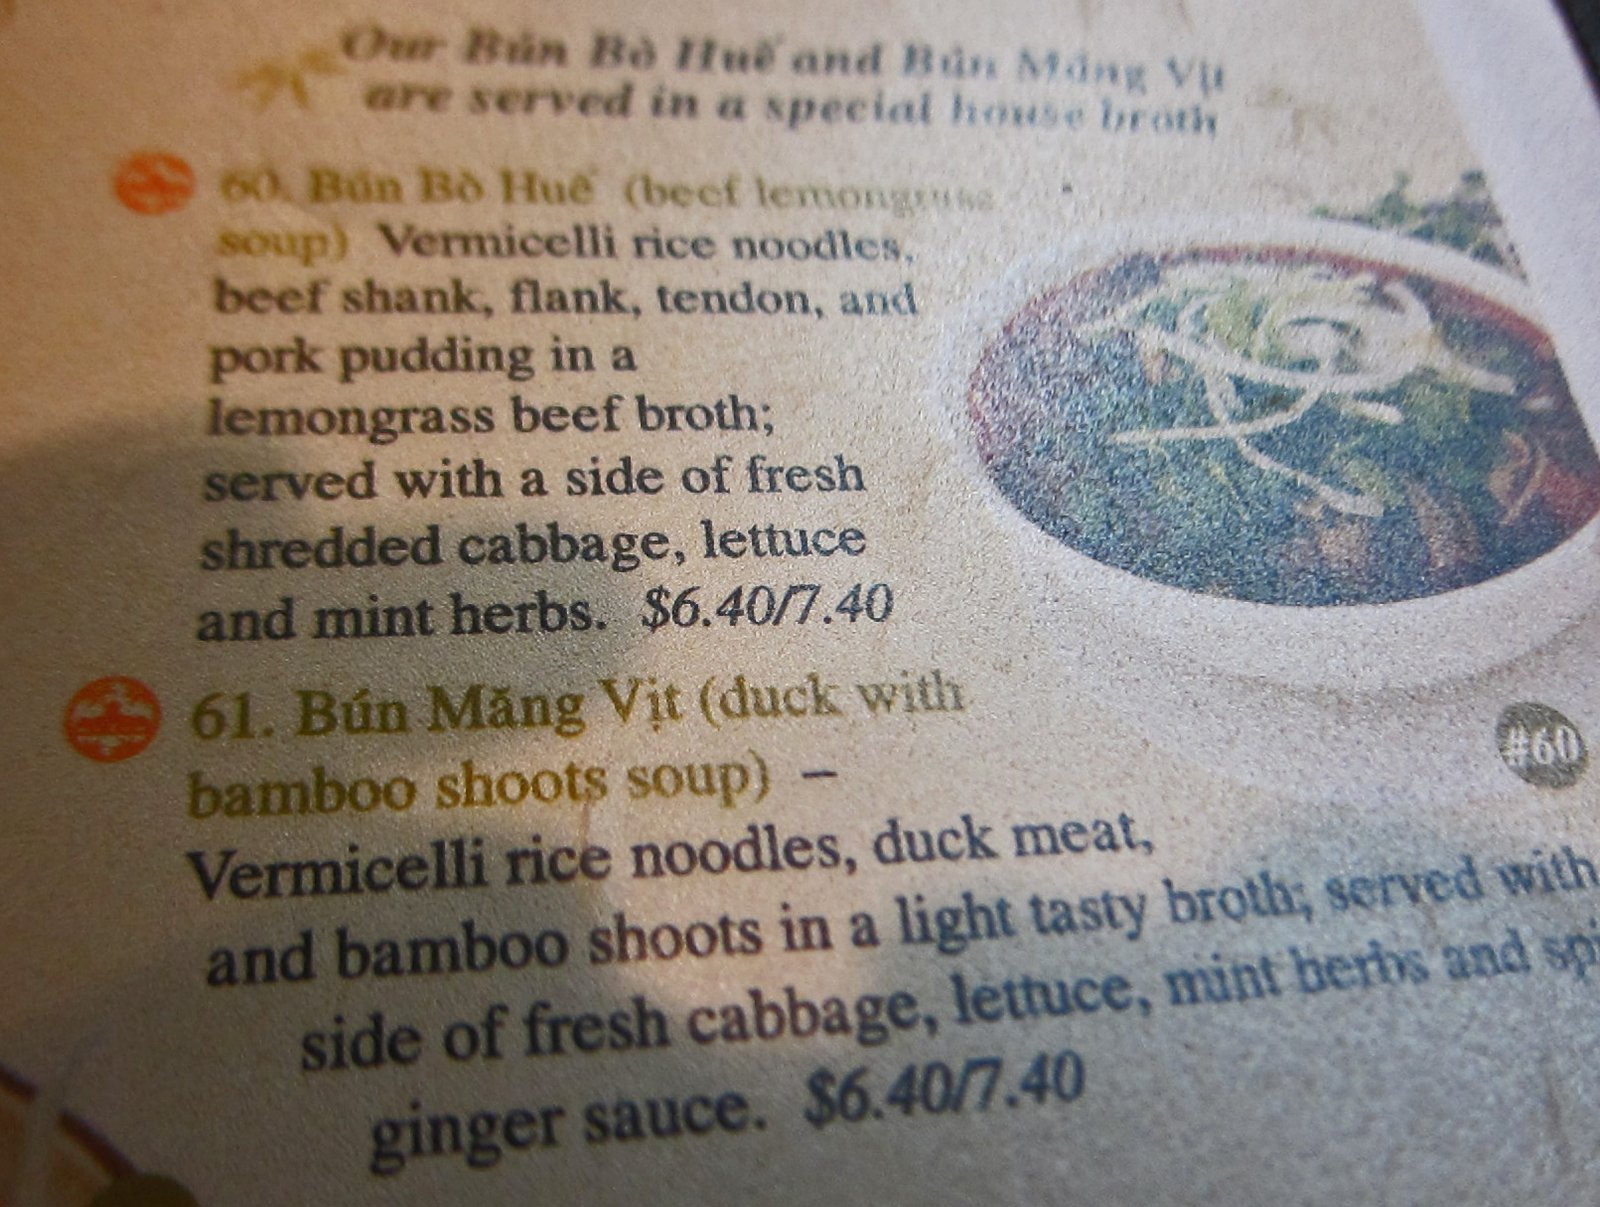 Our Bún Bò Huế and Bún Măng Vịt
are served in a special house broth
60. Bún Bò Huế (beef lemongrass
soup) Vermicelli rice noodles,
beef shank, flank, tendon, and
pork pudding in a
lemongrass beef broth;
served with a side of fresh
shredded cabbage, lettuce
and mint herbs. $6.40/7.40
#60
61. Bún Măng Vịt (duck with
bamboo shoots soup) –
Vermicelli rice noodles, duck meat,
and bamboo shoots in a light tasty broth; served with
side of fresh cabbage, lettuce, mint herbs and
ginger sauce. $6.40/7.40